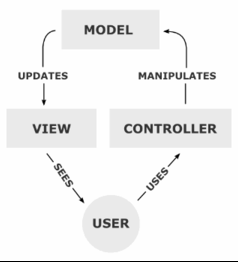 MODEL
UPDATES
MANIPULATES
VIEW
CONTROLLER
SEES
USES
USER